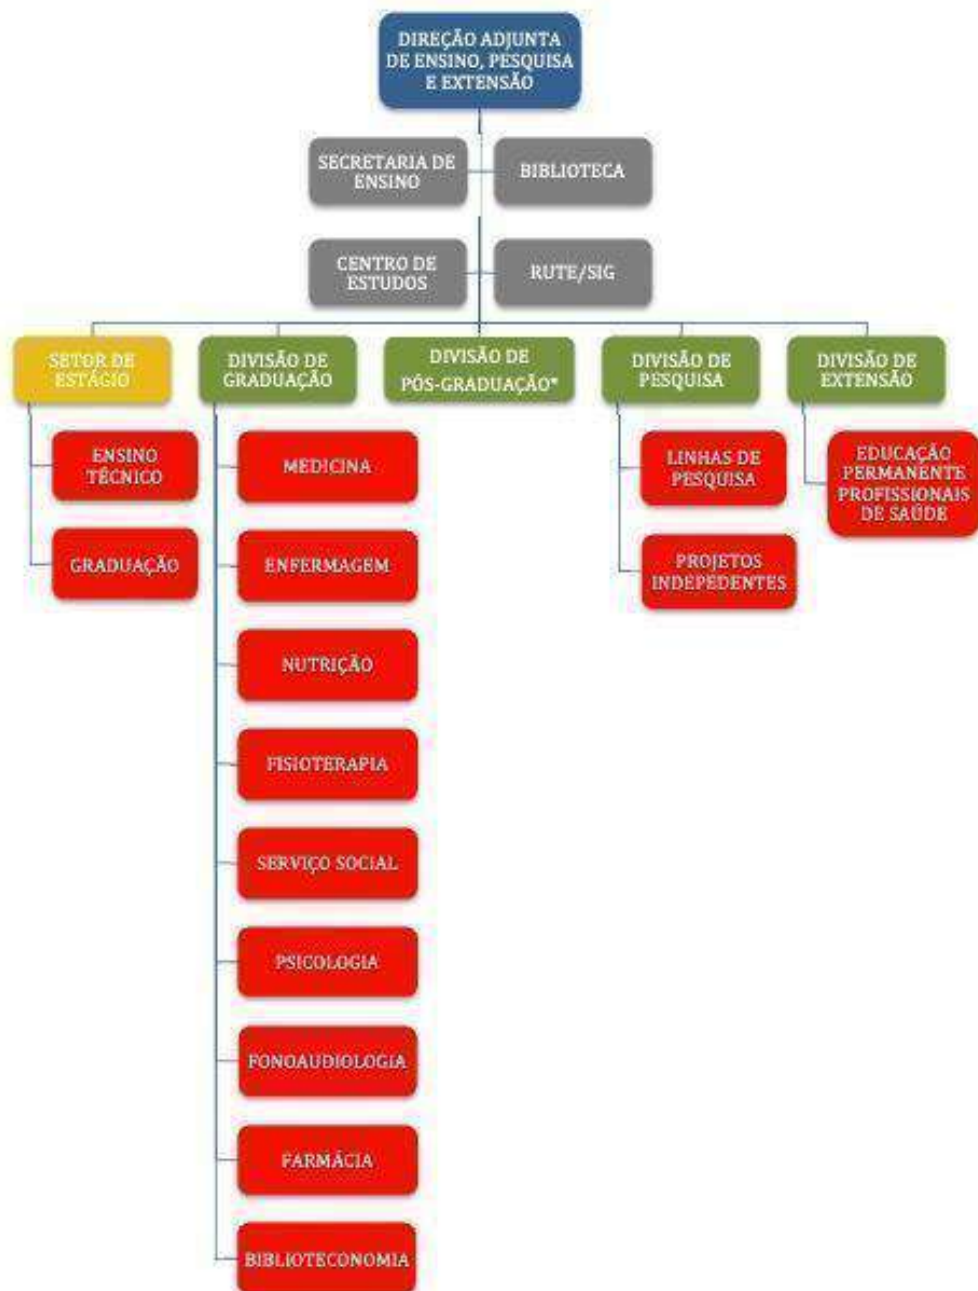 DIREÇÃO ADJUNTA
DE ENSINO, PESQUISA
E EXTENSÃO
SECRETARIA DE
ENSINO
BIBLIOTECA
CENTRO DE
ESTUDOS
RUTE/SIG
SETOR DE
ESTÁGIO
DIVISÃO DE
GRADUAÇÃO
DIVISÃO DE
PÓS-GRADUAÇÃO*
DIVISÃO DE
PESQUISA
DIVISÃO DE
EXTENSÃO
ENSINO
TÉCNICO
GRADUAÇÃO
MEDICINA
ENFERMAGEM
NUTRIÇÃO
FISIOTERAPIA
SERVIÇO SOCIAL
PSICOLOGIA
FONOAUDIOLOGIA
FARMÁCIA
BIBLIOTECONOMIA
LINHAS DE
PESQUISA
PROJETOS
INDEPEDENTES
EDUCAÇÃO
PERMANENTE
PROFISSIONAIS
DE SAÚDE